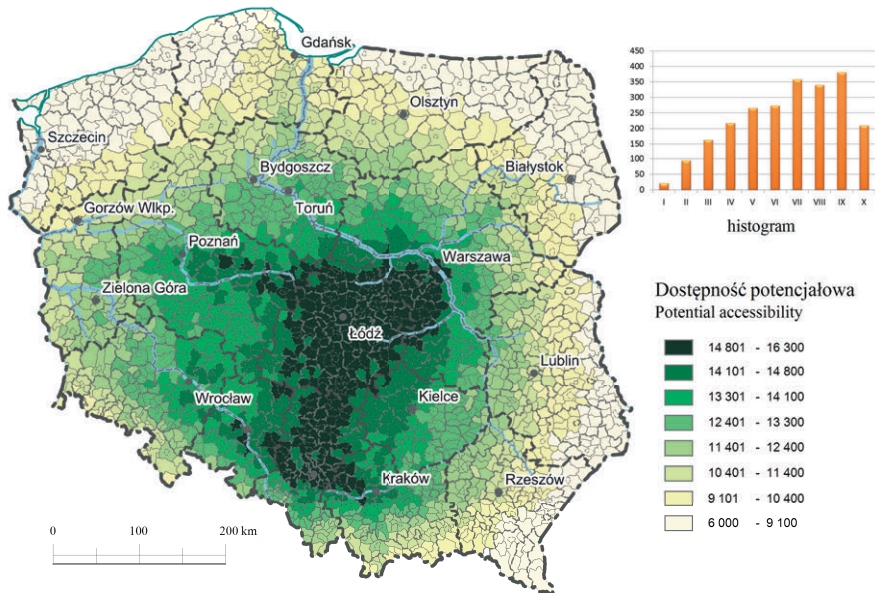 Gdańsk
Olsztyn
Szczecin
Bydgoszcz
Białystok
Toruń
Gorzów Wlkp.
Poznań
Warszawa
Zielona Góra
Łódź
Lublin
Wrocław
Kielce
Kraków
Rzeszów
0 100 200 km
450
400
350
300
250
200
150
100
50
0
I II III IV V VI VII VIII IX X
histogram
Dostępność potencjałowa
Potential accessibility
14 801 - 16 300
14 101 - 14 800
13 301 - 14 100
12 401 - 13 300
11 401 - 12 400
10 401 - 11 400
9 101 - 10 400
6 000 - 9 100